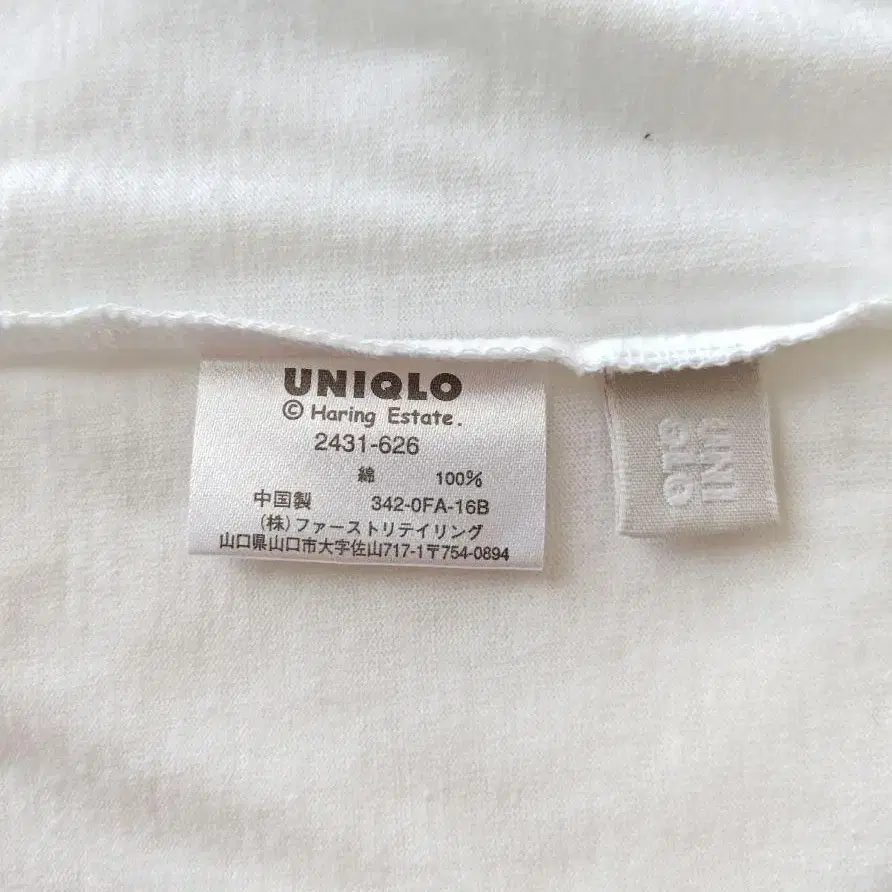 UNIQLO
© Haring Estate.
2431-626
綿 100%
中国製 342-0FA-16B
(株)ファーストリテイリング
山口県山口市大字佐山717-1〒754-0894
UNI
QLO